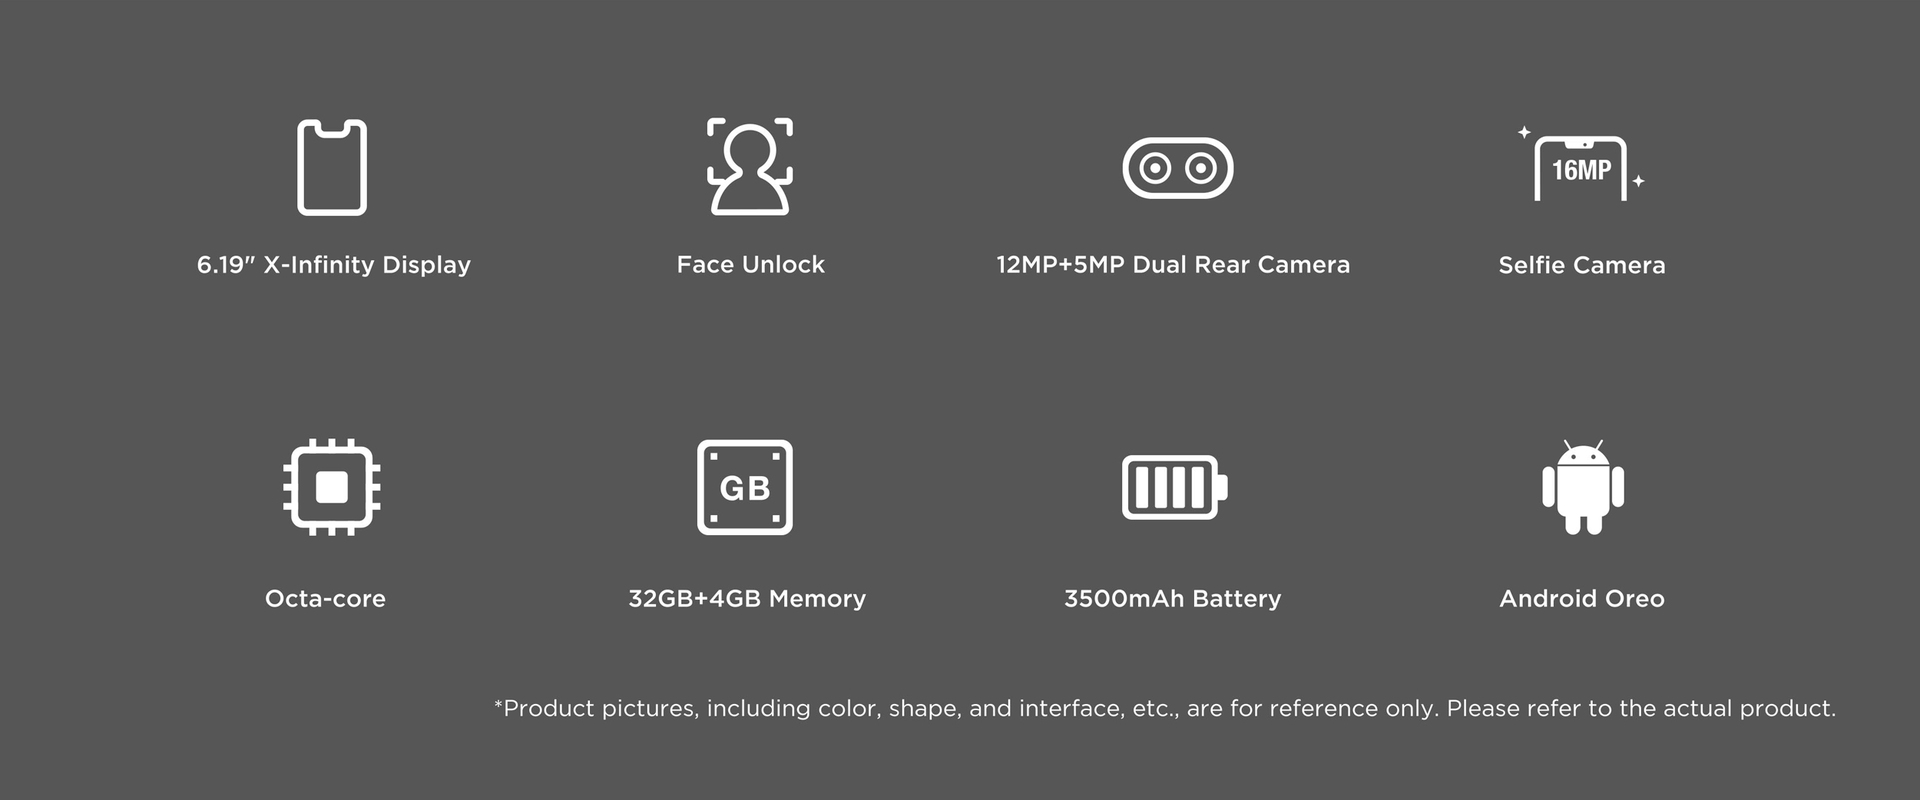 16MP
6.19" X-Infinity Display
Face Unlock
12MP+5MP Dual Rear Camera
Selfie Camera
GB
Octa-core
32GB+4GB Memory
3500mAh Battery
Android Oreo
*Product pictures, including color, shape, and interface, etc., are for reference only. Please refer to the actual product.